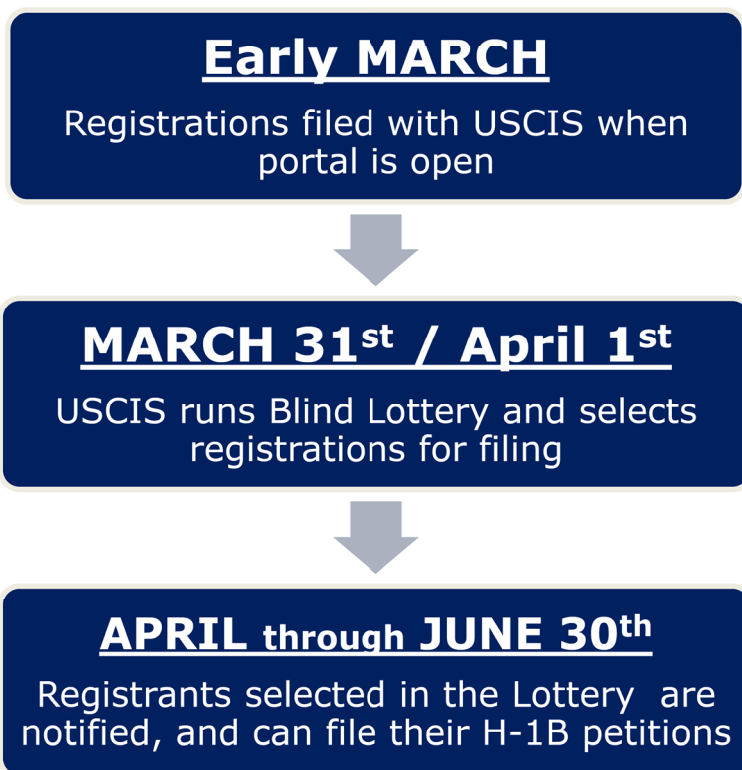 Early MARCH
Registrations filed with USCIS when
portal is open
MARCH 31st / April 1st
USCIS runs Blind Lottery and selects
registrations for filing
APRIL through JUNE 30th
Registrants selected in the Lottery are
notified, and can file their H-1B petitions